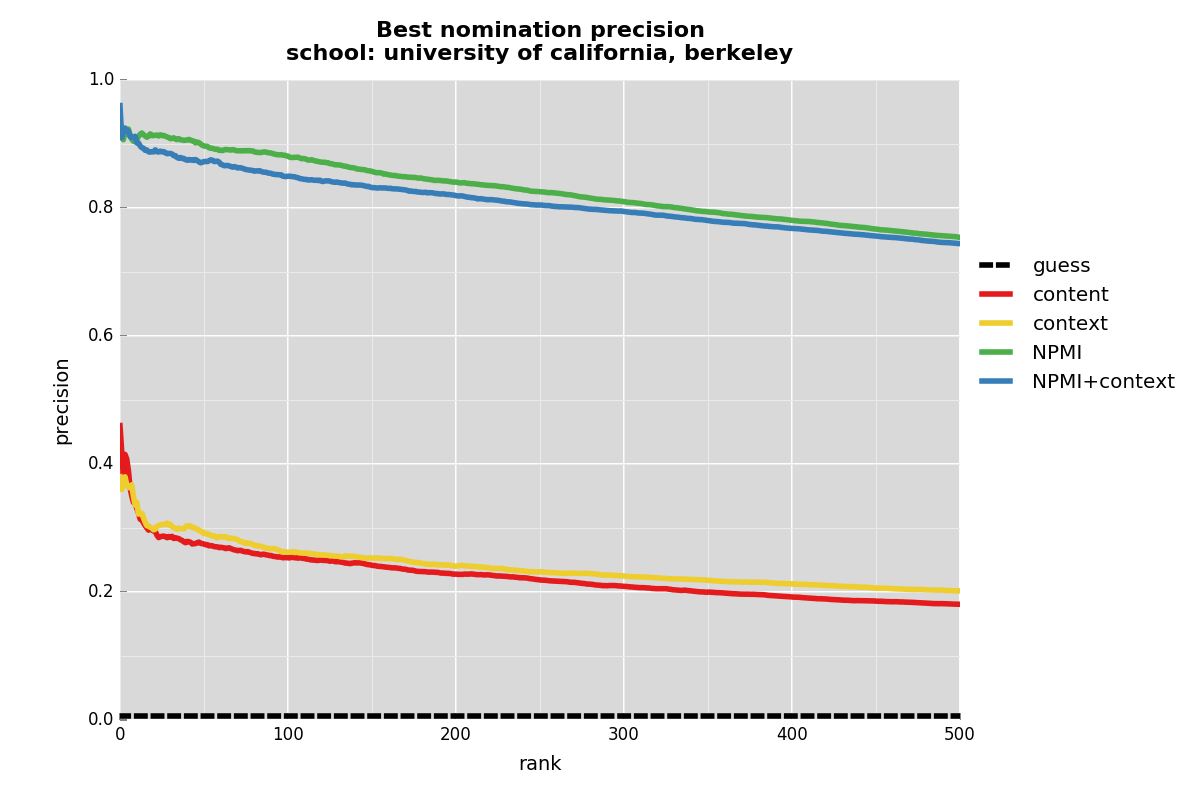 Best nomination precision
school: university of california, berkeley
1.0
0.8
0.6
0.4
0.2
0.0
precision
0 100 200 300 400 500
rank
guess
content
context
NPMI
NPMI+context